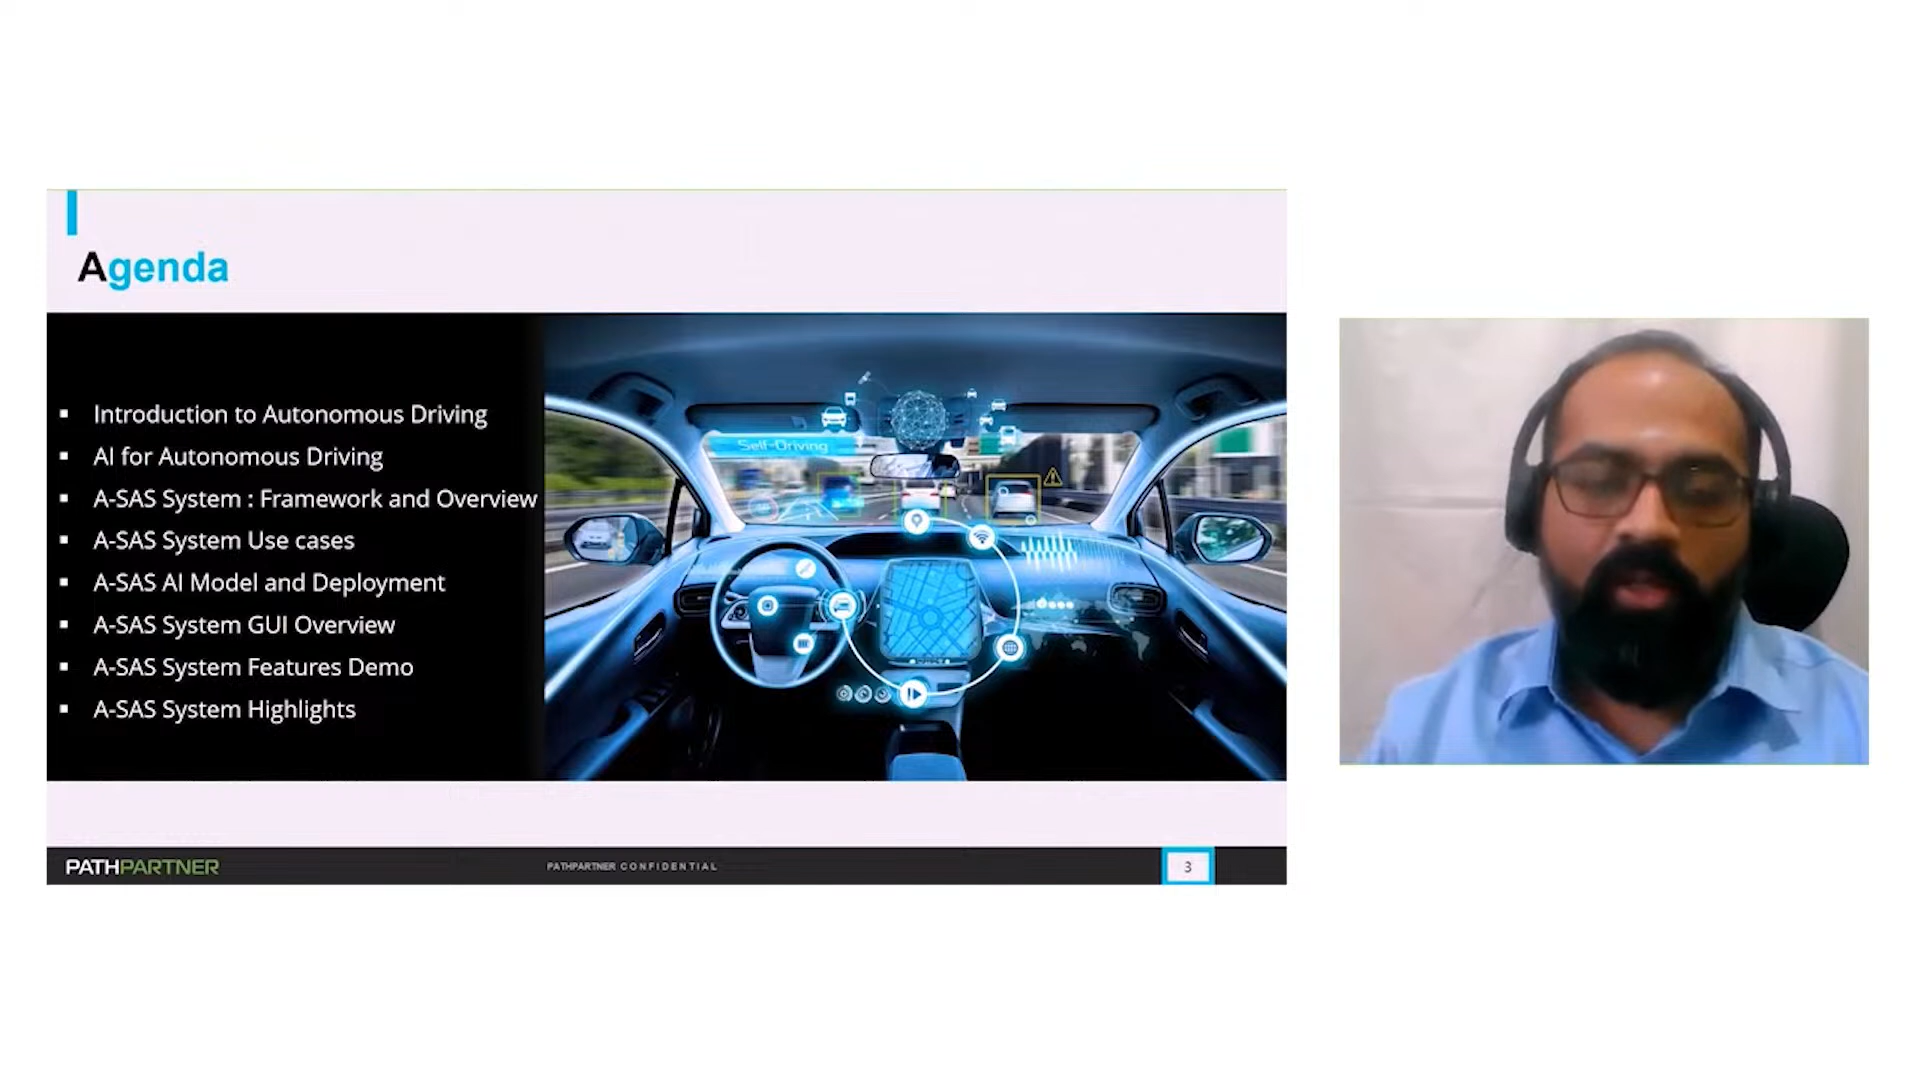 Agenda
Introduction to Autonomous Driving
AI for Autonomous Driving
A-SAS System : Framework and Overview
A-SAS System Use cases
A-SAS AI Model and Deployment
A-SAS System GUI Overview
A-SAS System Features Demo
A-SAS System Highlights
Self-Driving
PATHPARTNER
PATHPARTNER CONFIDENTIAL
3